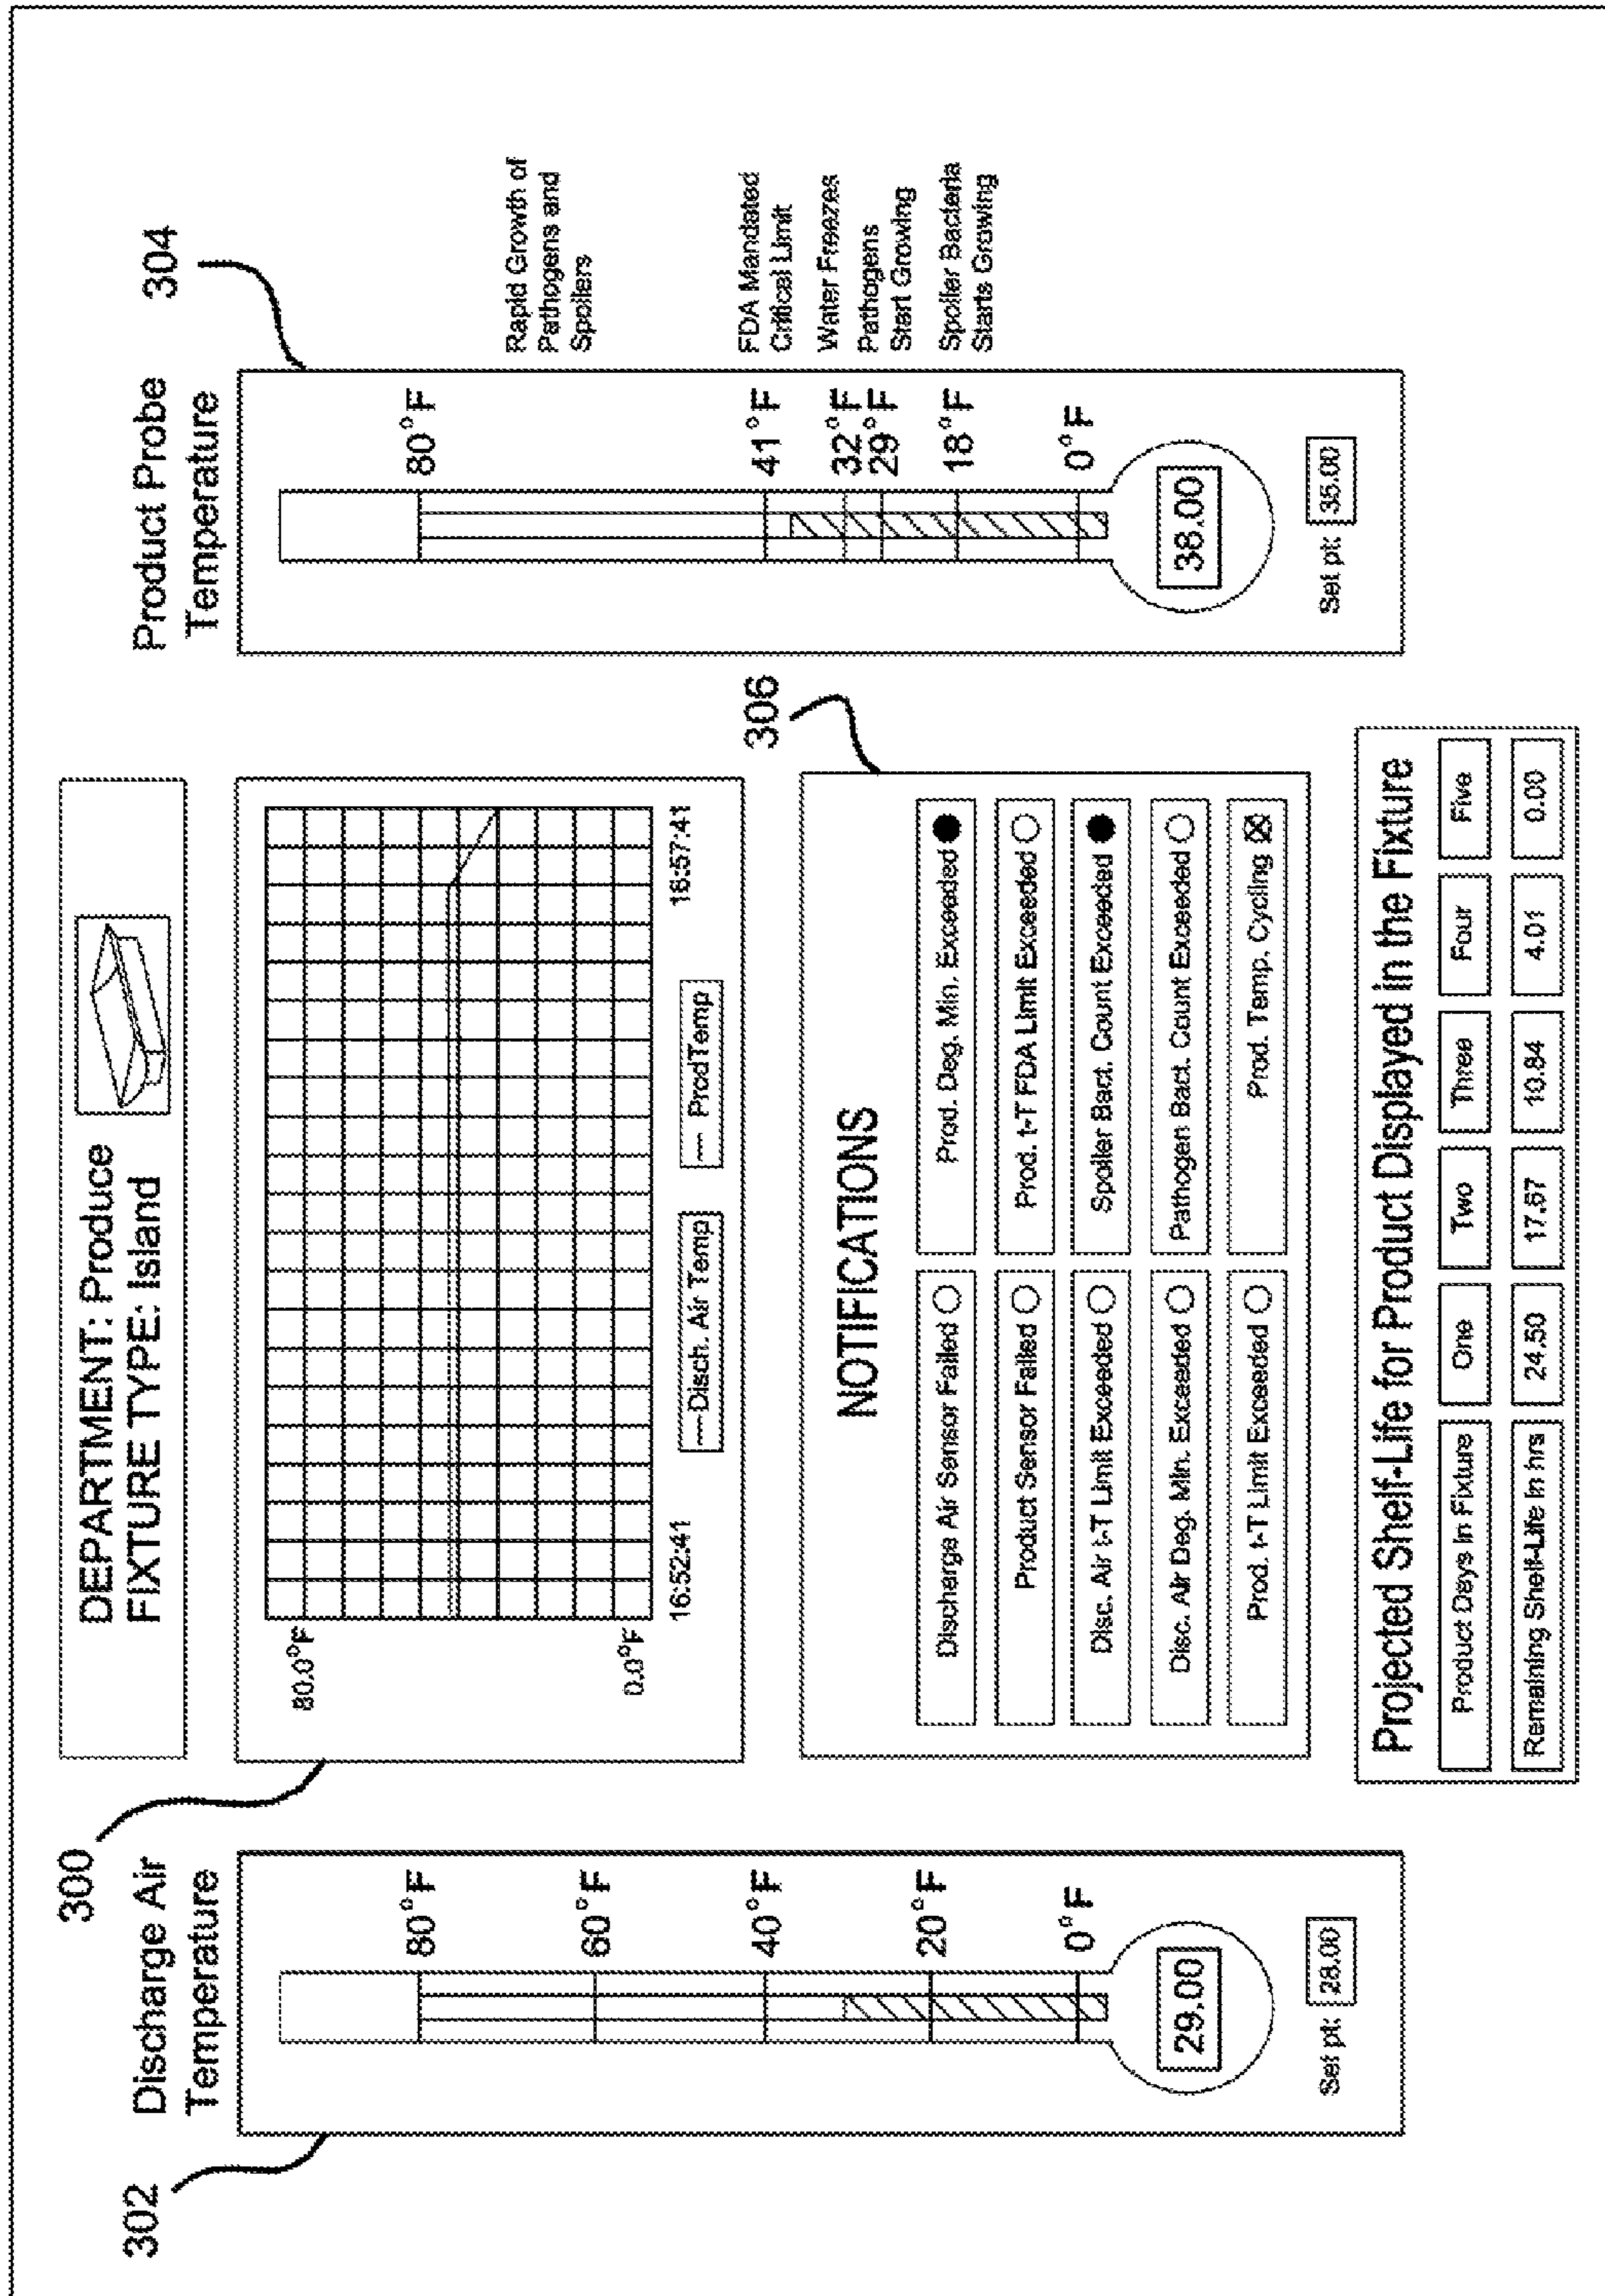 300
302
Discharge Air
Temperature
80°F
60°F
40°F
20°F
0°F
29.00
Set pt: 28.00
DEPARTMENT: Produce
FIXTURE TYPE: Island
80.0°F
0.0°F
16:52:41
16:57:41
Disch. Air Temp
ProdTemp
306
NOTIFICATIONS
Discharge Air Sensor Failed
Prod. Deg. Min. Exceeded
Product Sensor Failed
Prod. t-T FDA Limit Exceeded
Disc. Air t-T Limit Exceeded
Spoiler Bact. Count Exceeded
Disc. Air Deg. Min. Exceeded
Pathogen Bact. Count Exceeded
Prod. t-T Limit Exceeded
Prod. Temp. Cycling
Projected Shelf-Life for Product Displayed in the Fixture
Product Days In Fixture One Two Three Four Five
Remaining Shelf-Life In hrs 24.50 17.67 10.84 4.01 0.00
304
Product Probe
Temperature
80°F
41°F
32°F
29°F
18°F
0°F
38.00
Set pt: 35.00
Rapid Growth of
Pathogens and
Spoilers
FDA Mandated
Critical Limit
Water Freezes
Pathogens
Start Growing
Spoiler Bacteria
Starts Growing